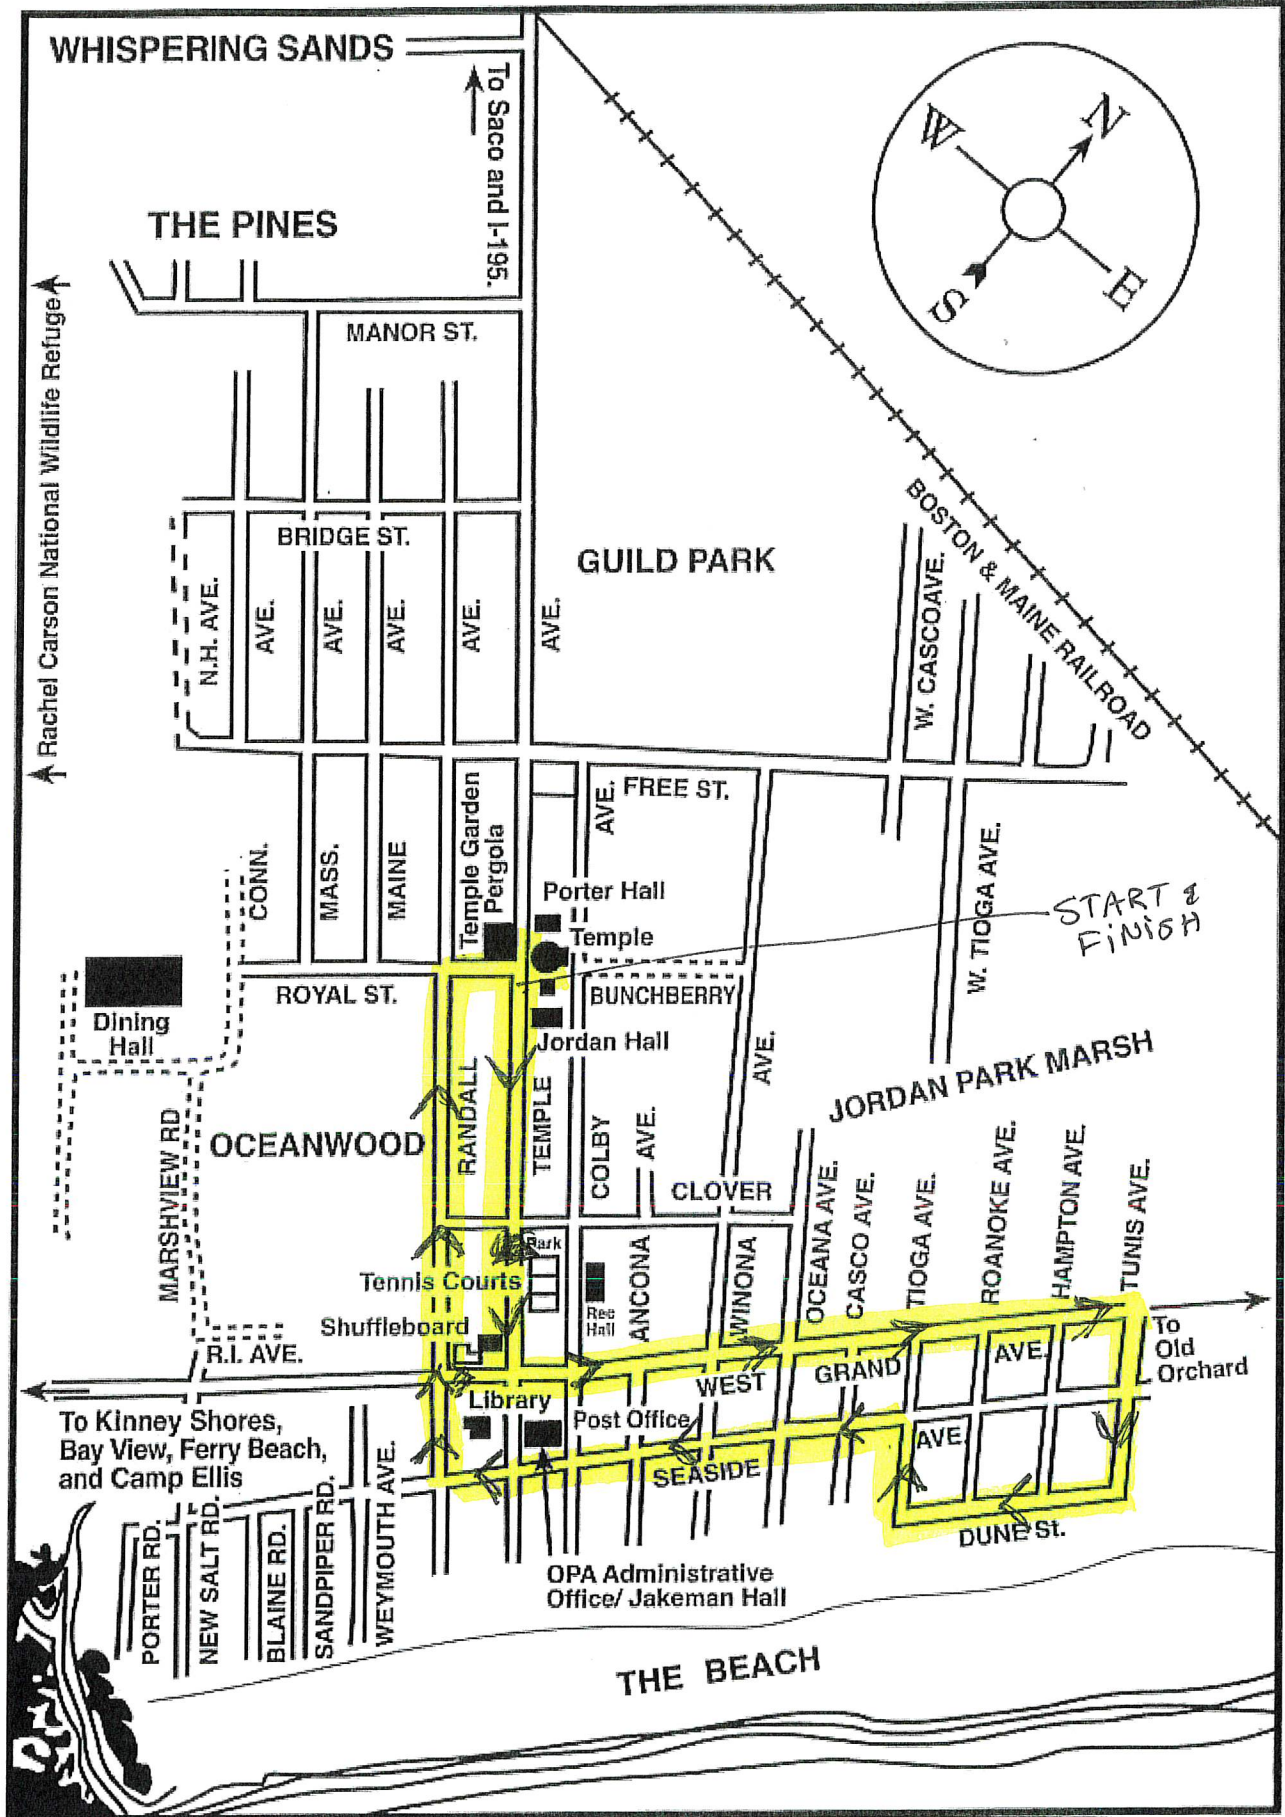 WHISPERING SANDS
To Saco and I-195.
N
W
E
S
THE PINES
Rachel Carson National Wildlife Refuge
MANOR ST.
BRIDGE ST.
GUILD PARK
BOSTON & MAINE RAILROAD
N.H. AVE.
AVE.
AVE.
AVE.
AVE.
AVE.
W. CASCOAVE.
FREE ST.
AVE.
CONN.
MASS.
MAINE
Temple Garden
Pergola
Porter Hall
Temple
W. TIOGA AVE.
START &
FINISH
ROYAL ST.
BUNCHBERRY
Dining
Hall
Jordan Hall
AVE.
JORDAN PARK MARSH
MARSHVIEW RD
OCEANWOOD
RANDALL
TEMPLE
COLBY
AVE.
CLOVER
OCEANA AVE.
CASCO AVE.
TIOGA AVE.
ROANOKE AVE.
HAMPTON AVE.
TUNIS AVE.
Park
Tennis Courts
Rec
Hall
ANCONA
WINONA
Shuffleboard
R.I. AVE.
To
Old
Orchard
WEST
GRAND
AVE.
Library
Post Office
To Kinney Shores,
Bay View, Ferry Beach,
and Camp Ellis
SEASIDE
AVE.
DUNE St.
PORTER RD.
NEW SALT RD.
BLAINE RD.
SANDPIPER RD.
WEYMOUTH AVE.
OPA Administrative
Office/ Jakeman Hall
THE BEACH